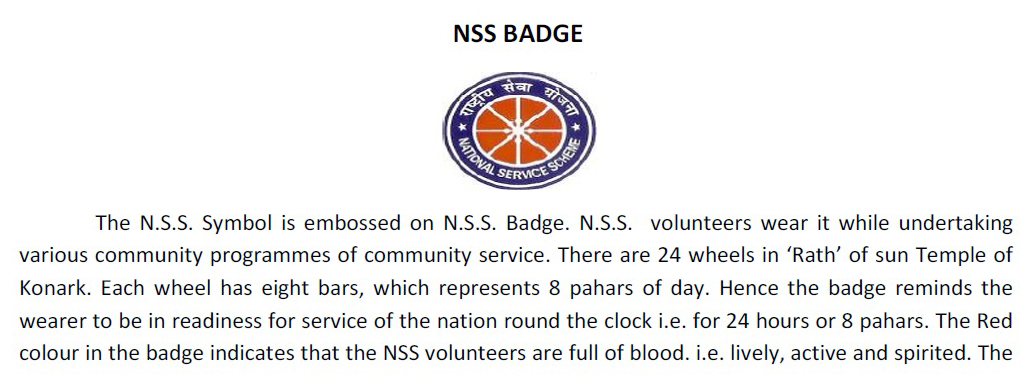 NSS BADGE
राष्ट्रीय सेवा योजना
NATIONAL SERVICE SCHEME
The N.S.S. Symbol is embossed on N.S.S. Badge. N.S.S. volunteers wear it while undertaking
various community programmes of community service. There are 24 wheels in ‘Rath’ of sun Temple of
Konark. Each wheel has eight bars, which represents 8 pahars of day. Hence the badge reminds the
wearer to be in readiness for service of the nation round the clock i.e. for 24 hours or 8 pahars. The Red
colour in the badge indicates that the NSS volunteers are full of blood. i.e. lively, active and spirited. The